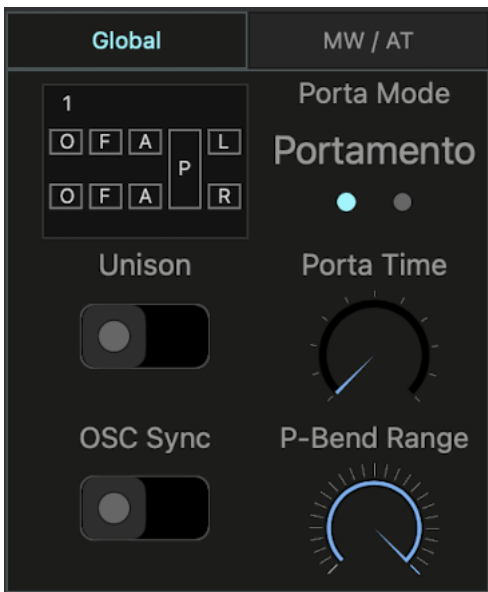 Global
MW / AT
1
O F A L
P
O F A R
Porta Mode
Portamento
Unison
Porta Time
OSC Sync
P-Bend Range